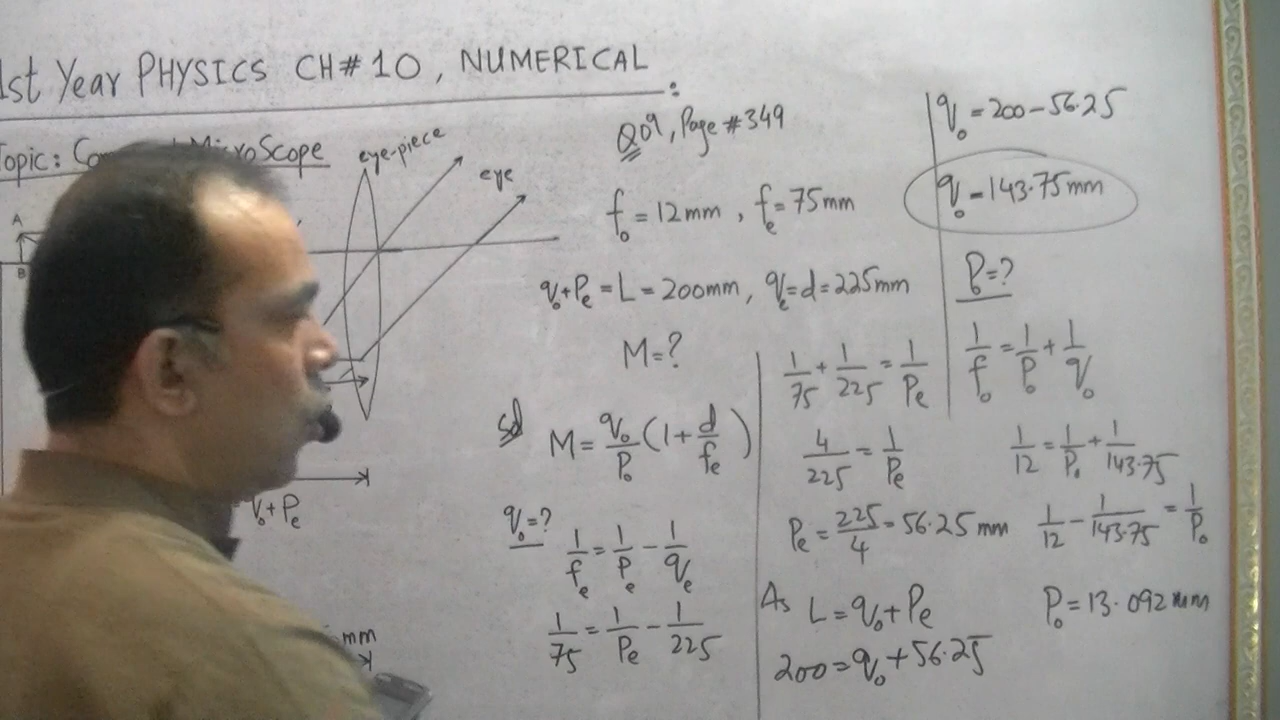 1st Year PHYSICS CH# 10, NUMERICAL :
Topic: Co MicroScope
eye-piece
eye
A
B
q₀+Pe
mm
Q09, Page #349
f₀ = 12mm, fe = 75mm
q₀+Pe = L = 200mm, qe = d = 225mm
M=?
Sol M = q₀/P₀ (1 + d/fe)
q₀=?
1/fe = 1/Pe - 1/qe
1/75 = 1/Pe - 1/225
1/75 + 1/225 = 1/Pe
4/225 = 1/Pe
Pe = 225/4 = 56.25 mm
As L = q₀+Pe
200 = q₀ + 56.25
q₀ = 200 - 56.25
q₀ = 143.75mm
P₀=?
1/f₀ = 1/P₀ + 1/q₀
1/12 = 1/P₀ + 1/143.75
1/12 - 1/143.75 = 1/P₀
P₀ = 13.092 mm